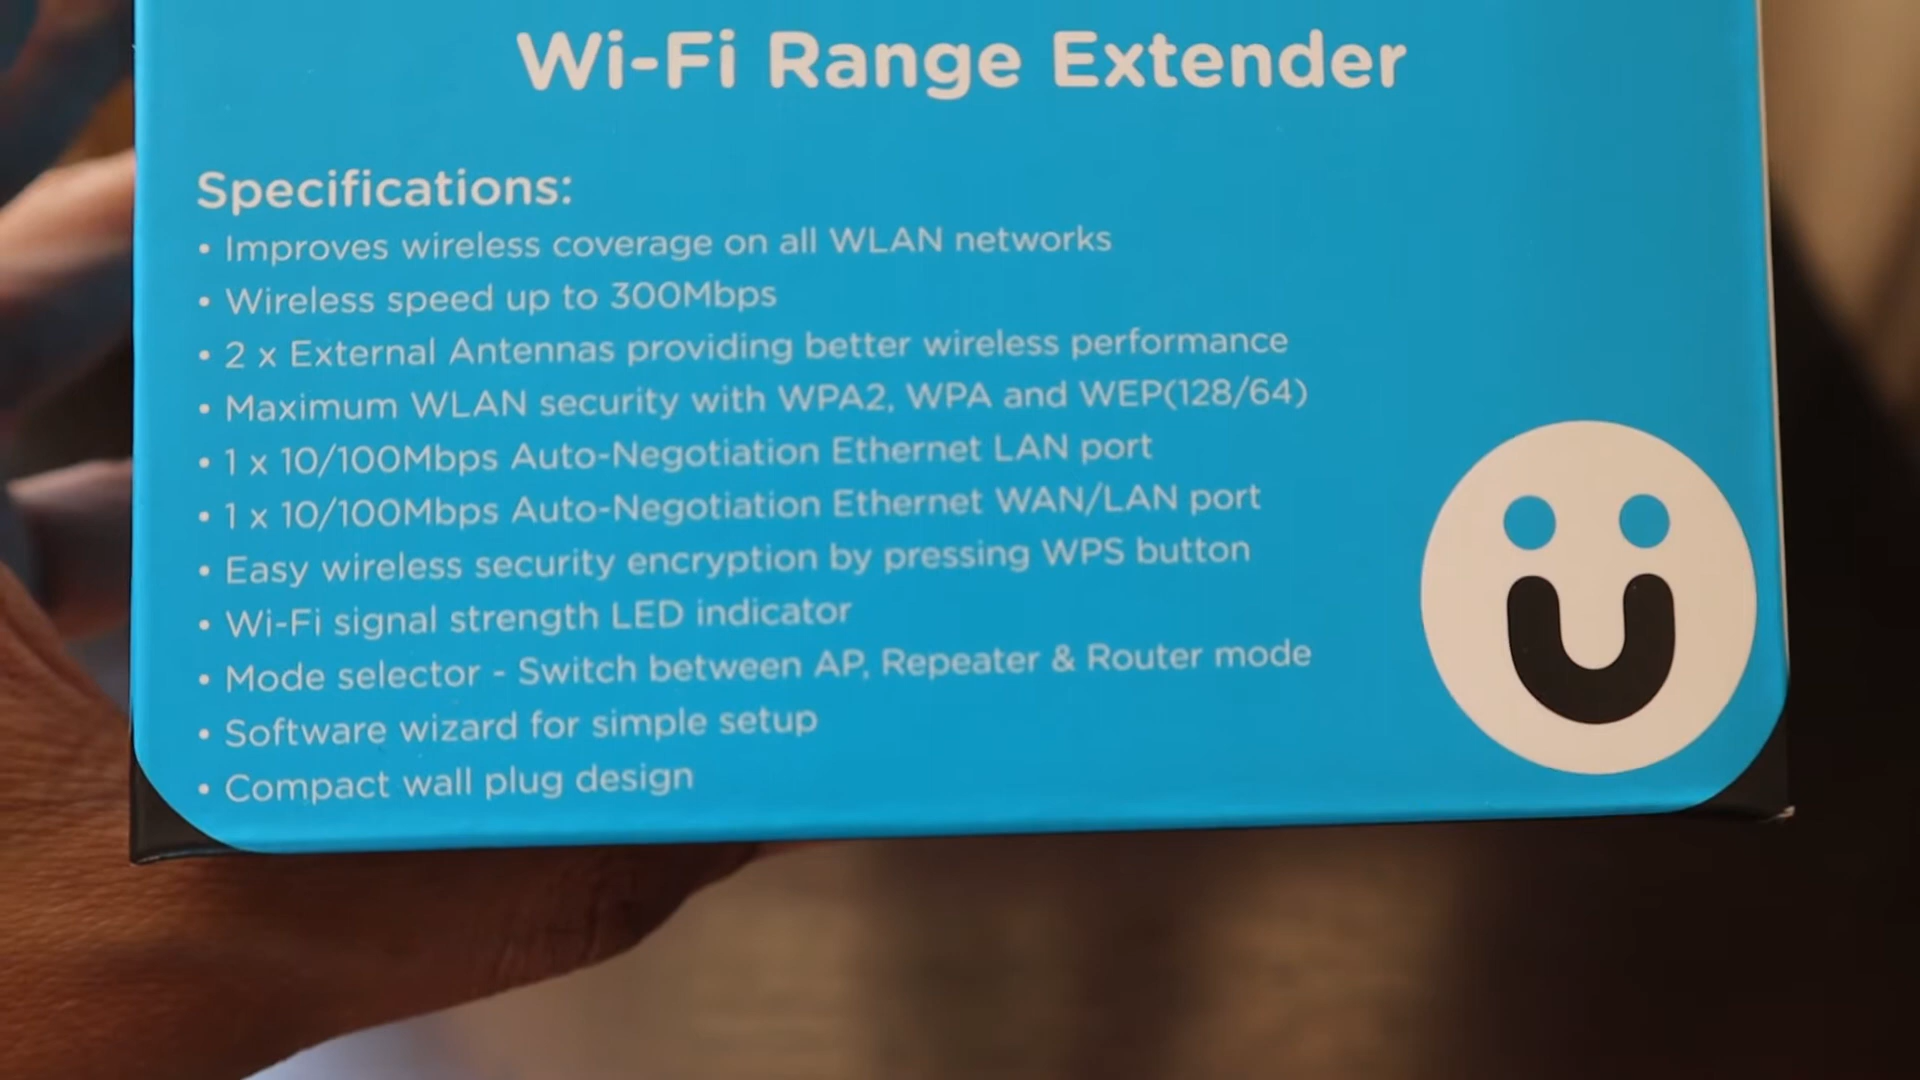 Wi-Fi Range Extender
Specifications:
• Improves wireless coverage on all WLAN networks
• Wireless speed up to 300Mbps
• 2 x External Antennas providing better wireless performance
• Maximum WLAN security with WPA2, WPA and WEP(128/64)
• 1 x 10/100Mbps Auto-Negotiation Ethernet LAN port
• 1 x 10/100Mbps Auto-Negotiation Ethernet WAN/LAN port
• Easy wireless security encryption by pressing WPS button
• Wi-Fi signal strength LED indicator
• Mode selector - Switch between AP, Repeater & Router mode
• Software wizard for simple setup
• Compact wall plug design